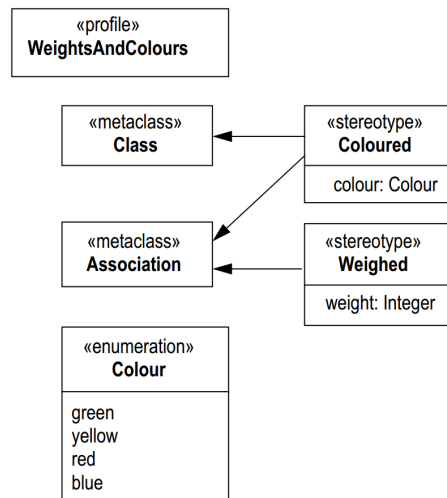 «profile»
WeightsAndColours
«metaclass»
Class
«stereotype»
Coloured
colour: Colour
«metaclass»
Association
«stereotype»
Weighed
weight: Integer
«enumeration»
Colour
green
yellow
red
blue